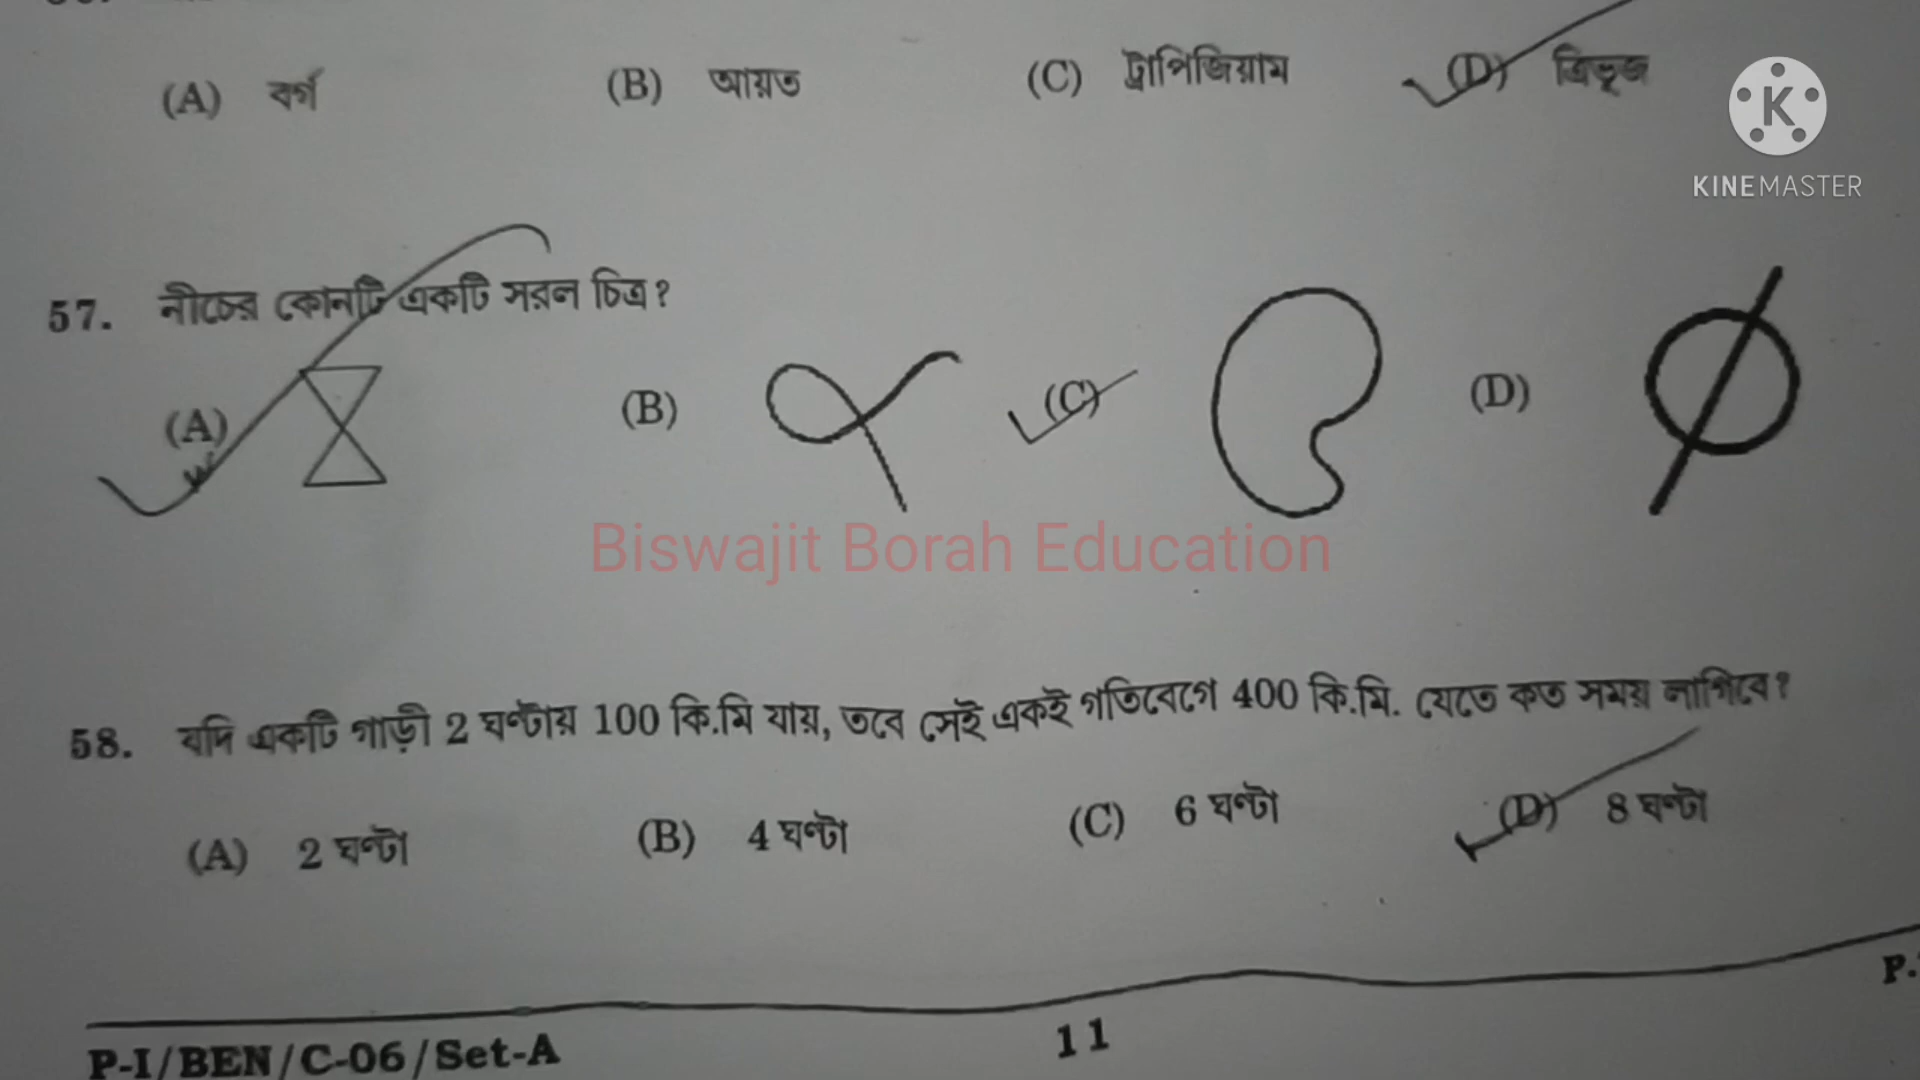 (A) বর্গ (B) আয়ত (C) ট্রাপিজিয়াম (D) ত্রিভূজ
K
KINEMASTER
57. নীচের কোনটি একটি সরল চিত্র?
(A) (B) (C) (D)
Biswajit Borah Education
58. যদি একটি গাড়ী 2 ঘণ্টায় 100 কি.মি যায়, তবে সেই একই গতিবেগে 400 কি.মি. যেতে কত সময় লাগিবে?
(A) 2 ঘণ্টা (B) 4 ঘণ্টা (C) 6 ঘণ্টা (D) 8 ঘণ্টা
P-I/BEN/C-06/Set-A 11 P.